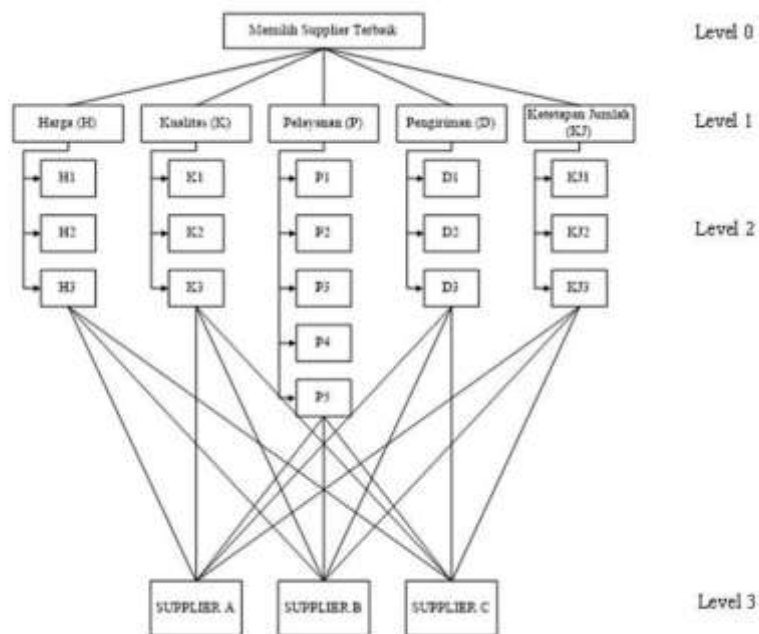 Memilih Supplier Terbaik
Level 0
Harga (H)
Kualitas (K)
Pelayanan (P)
Pengiriman (D)
Ketetapan Jumlah
(KJ)
Level 1
H1
K1
P1
D1
KJ1
H2
K2
P2
D2
KJ2
Level 2
H3
K3
P3
D3
KJ3
P4
P5
SUPPLIER A
SUPPLIER B
SUPPLIER C
Level 3